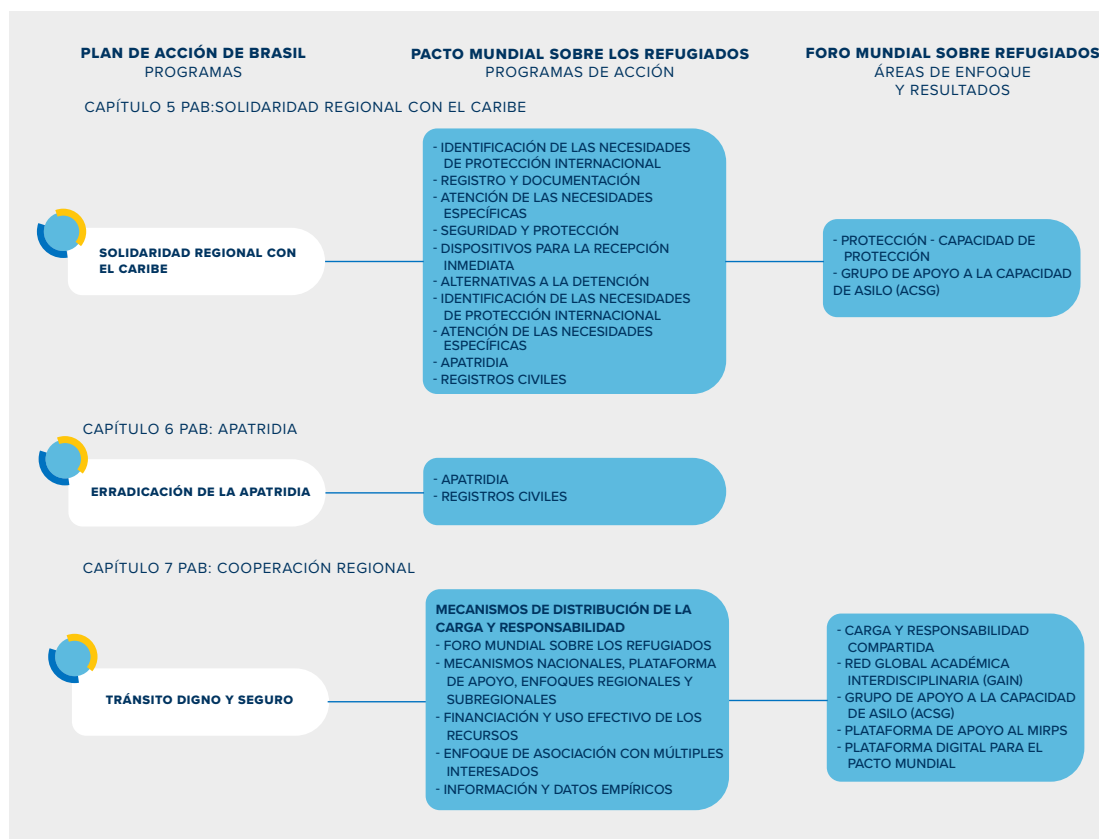 PLAN DE ACCIÓN DE BRASIL
PROGRAMAS
PACTO MUNDIAL SOBRE LOS REFUGIADOS
PROGRAMAS DE ACCIÓN
FORO MUNDIAL SOBRE REFUGIADOS
ÁREAS DE ENFOQUE
Y RESULTADOS
CAPÍTULO 5 PAB:SOLIDARIDAD REGIONAL CON EL CARIBE
SOLIDARIDAD REGIONAL CON
EL CARIBE
- IDENTIFICACIÓN DE LAS NECESIDADES
DE PROTECCIÓN INTERNACIONAL
- REGISTRO Y DOCUMENTACIÓN
- ATENCIÓN DE LAS NECESIDADES
ESPECÍFICAS
- SEGURIDAD Y PROTECCIÓN
- DISPOSITIVOS PARA LA RECEPCIÓN
INMEDIATA
- ALTERNATIVAS A LA DETENCIÓN
- IDENTIFICACIÓN DE LAS NECESIDADES
DE PROTECCIÓN INTERNACIONAL
- ATENCIÓN DE LAS NECESIDADES
ESPECÍFICAS
- APATRIDIA
- REGISTROS CIVILES
- PROTECCIÓN - CAPACIDAD DE
PROTECCIÓN
- GRUPO DE APOYO A LA CAPACIDAD
DE ASILO (ACSG)
CAPÍTULO 6 PAB: APATRIDIA
ERRADICACIÓN DE LA APATRIDIA
- APATRIDIA
- REGISTROS CIVILES
CAPÍTULO 7 PAB: COOPERACIÓN REGIONAL
TRÁNSITO DIGNO Y SEGURO
MECANISMOS DE DISTRIBUCIÓN DE LA
CARGA Y RESPONSABILIDAD
- FORO MUNDIAL SOBRE LOS REFUGIADOS
- MECANISMOS NACIONALES, PLATAFORMA
DE APOYO, ENFOQUES REGIONALES Y
SUBREGIONALES
- FINANCIACIÓN Y USO EFECTIVO DE LOS
RECURSOS
- ENFOQUE DE ASOCIACIÓN CON MÚLTIPLES
INTERESADOS
- INFORMACIÓN Y DATOS EMPÍRICOS
- CARGA Y RESPONSABILIDAD
COMPARTIDA
- RED GLOBAL ACADÉMICA
INTERDISCIPLINARIA (GAIN)
- GRUPO DE APOYO A LA CAPACIDAD
DE ASILO (ACSG)
- PLATAFORMA DE APOYO AL MIRPS
- PLATAFORMA DIGITAL PARA EL
PACTO MUNDIAL